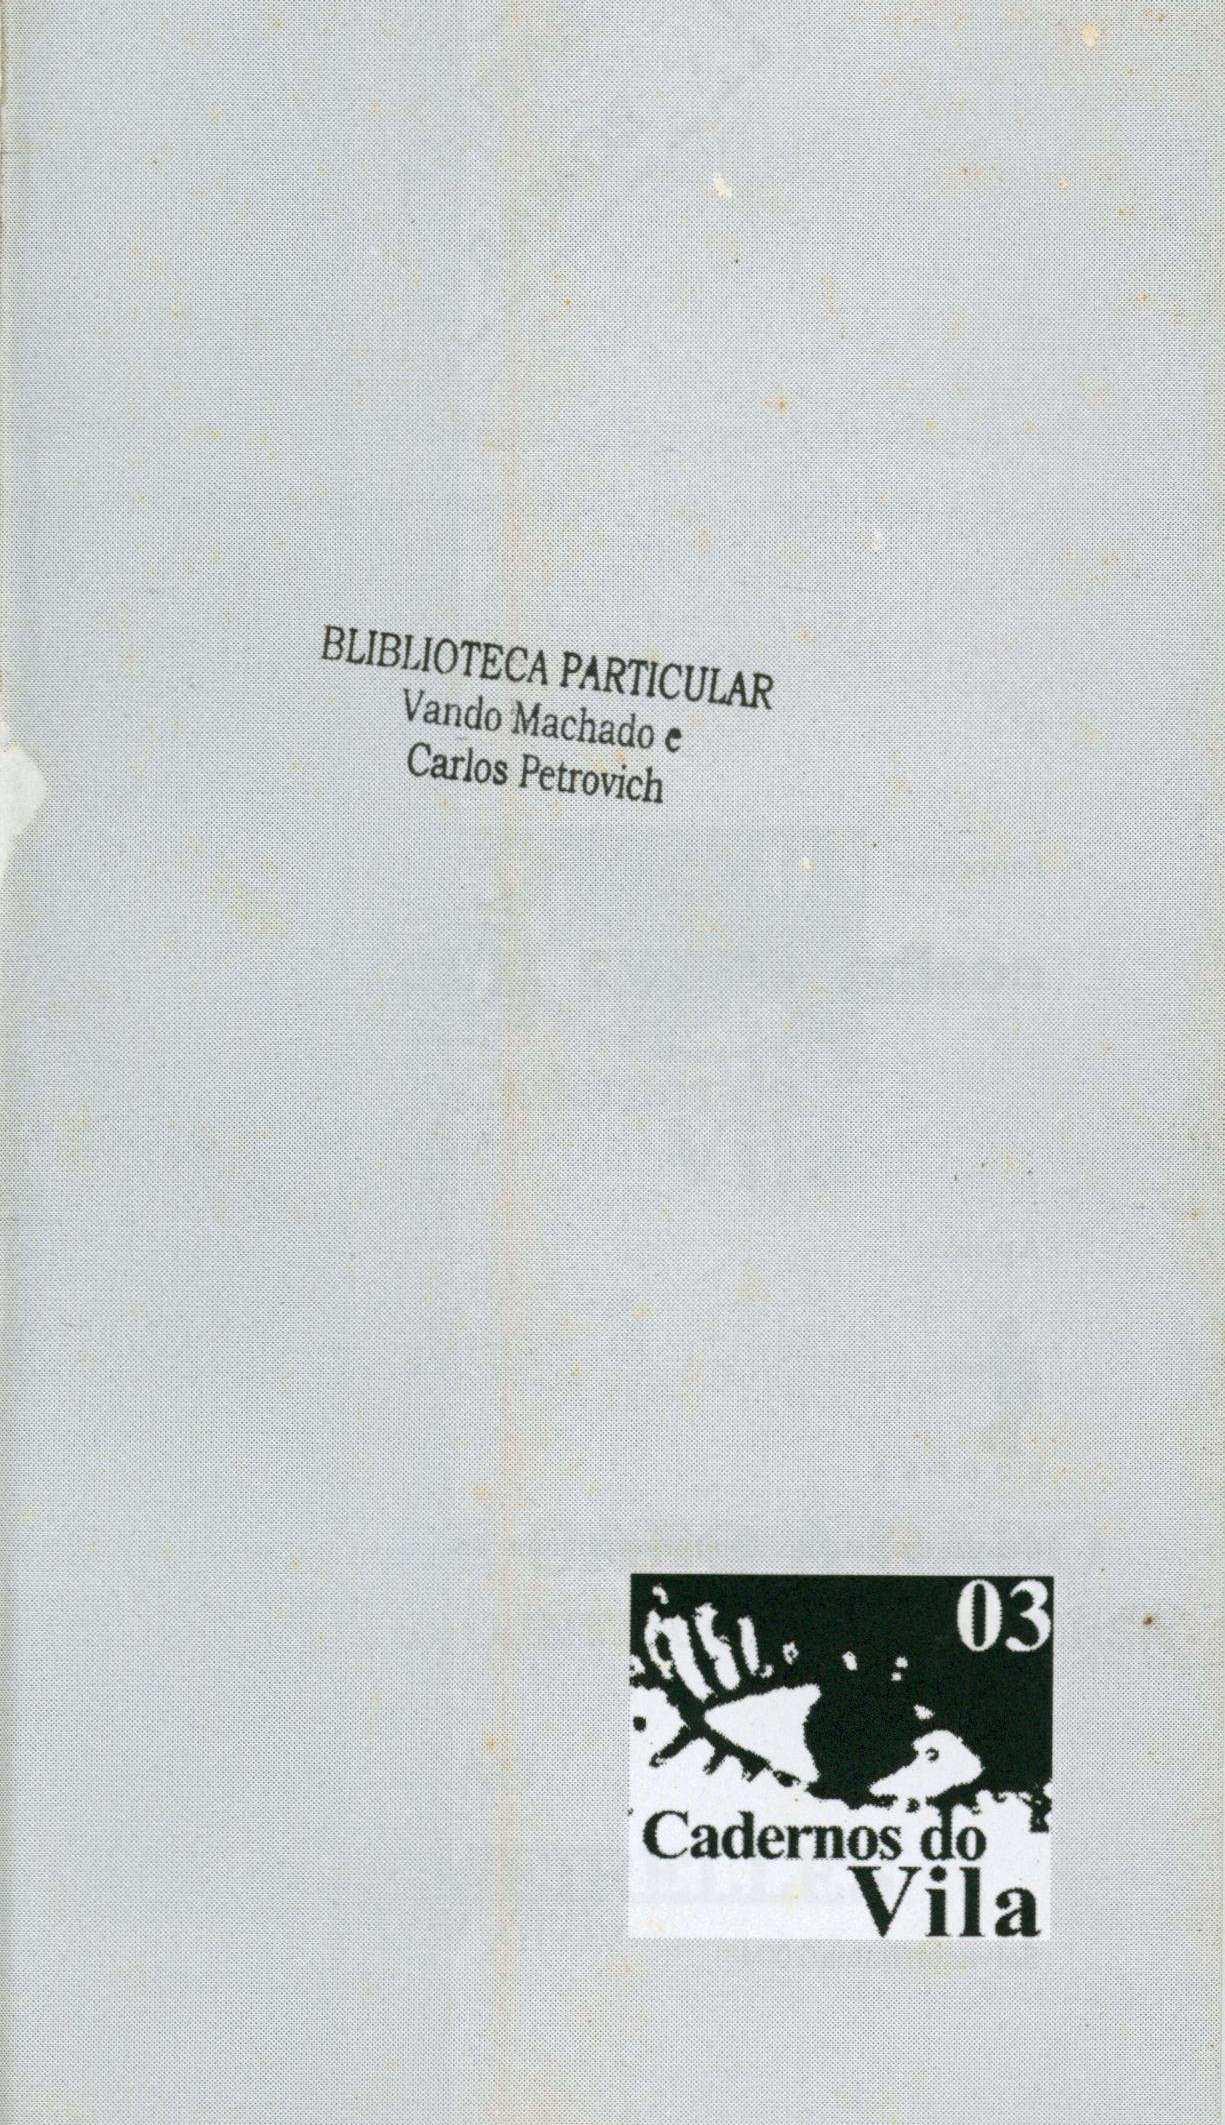 BLIBLIOTECA PARTICULAR
Vando Machado e
Carlos Petrovich
03
Cadernos do
Vila